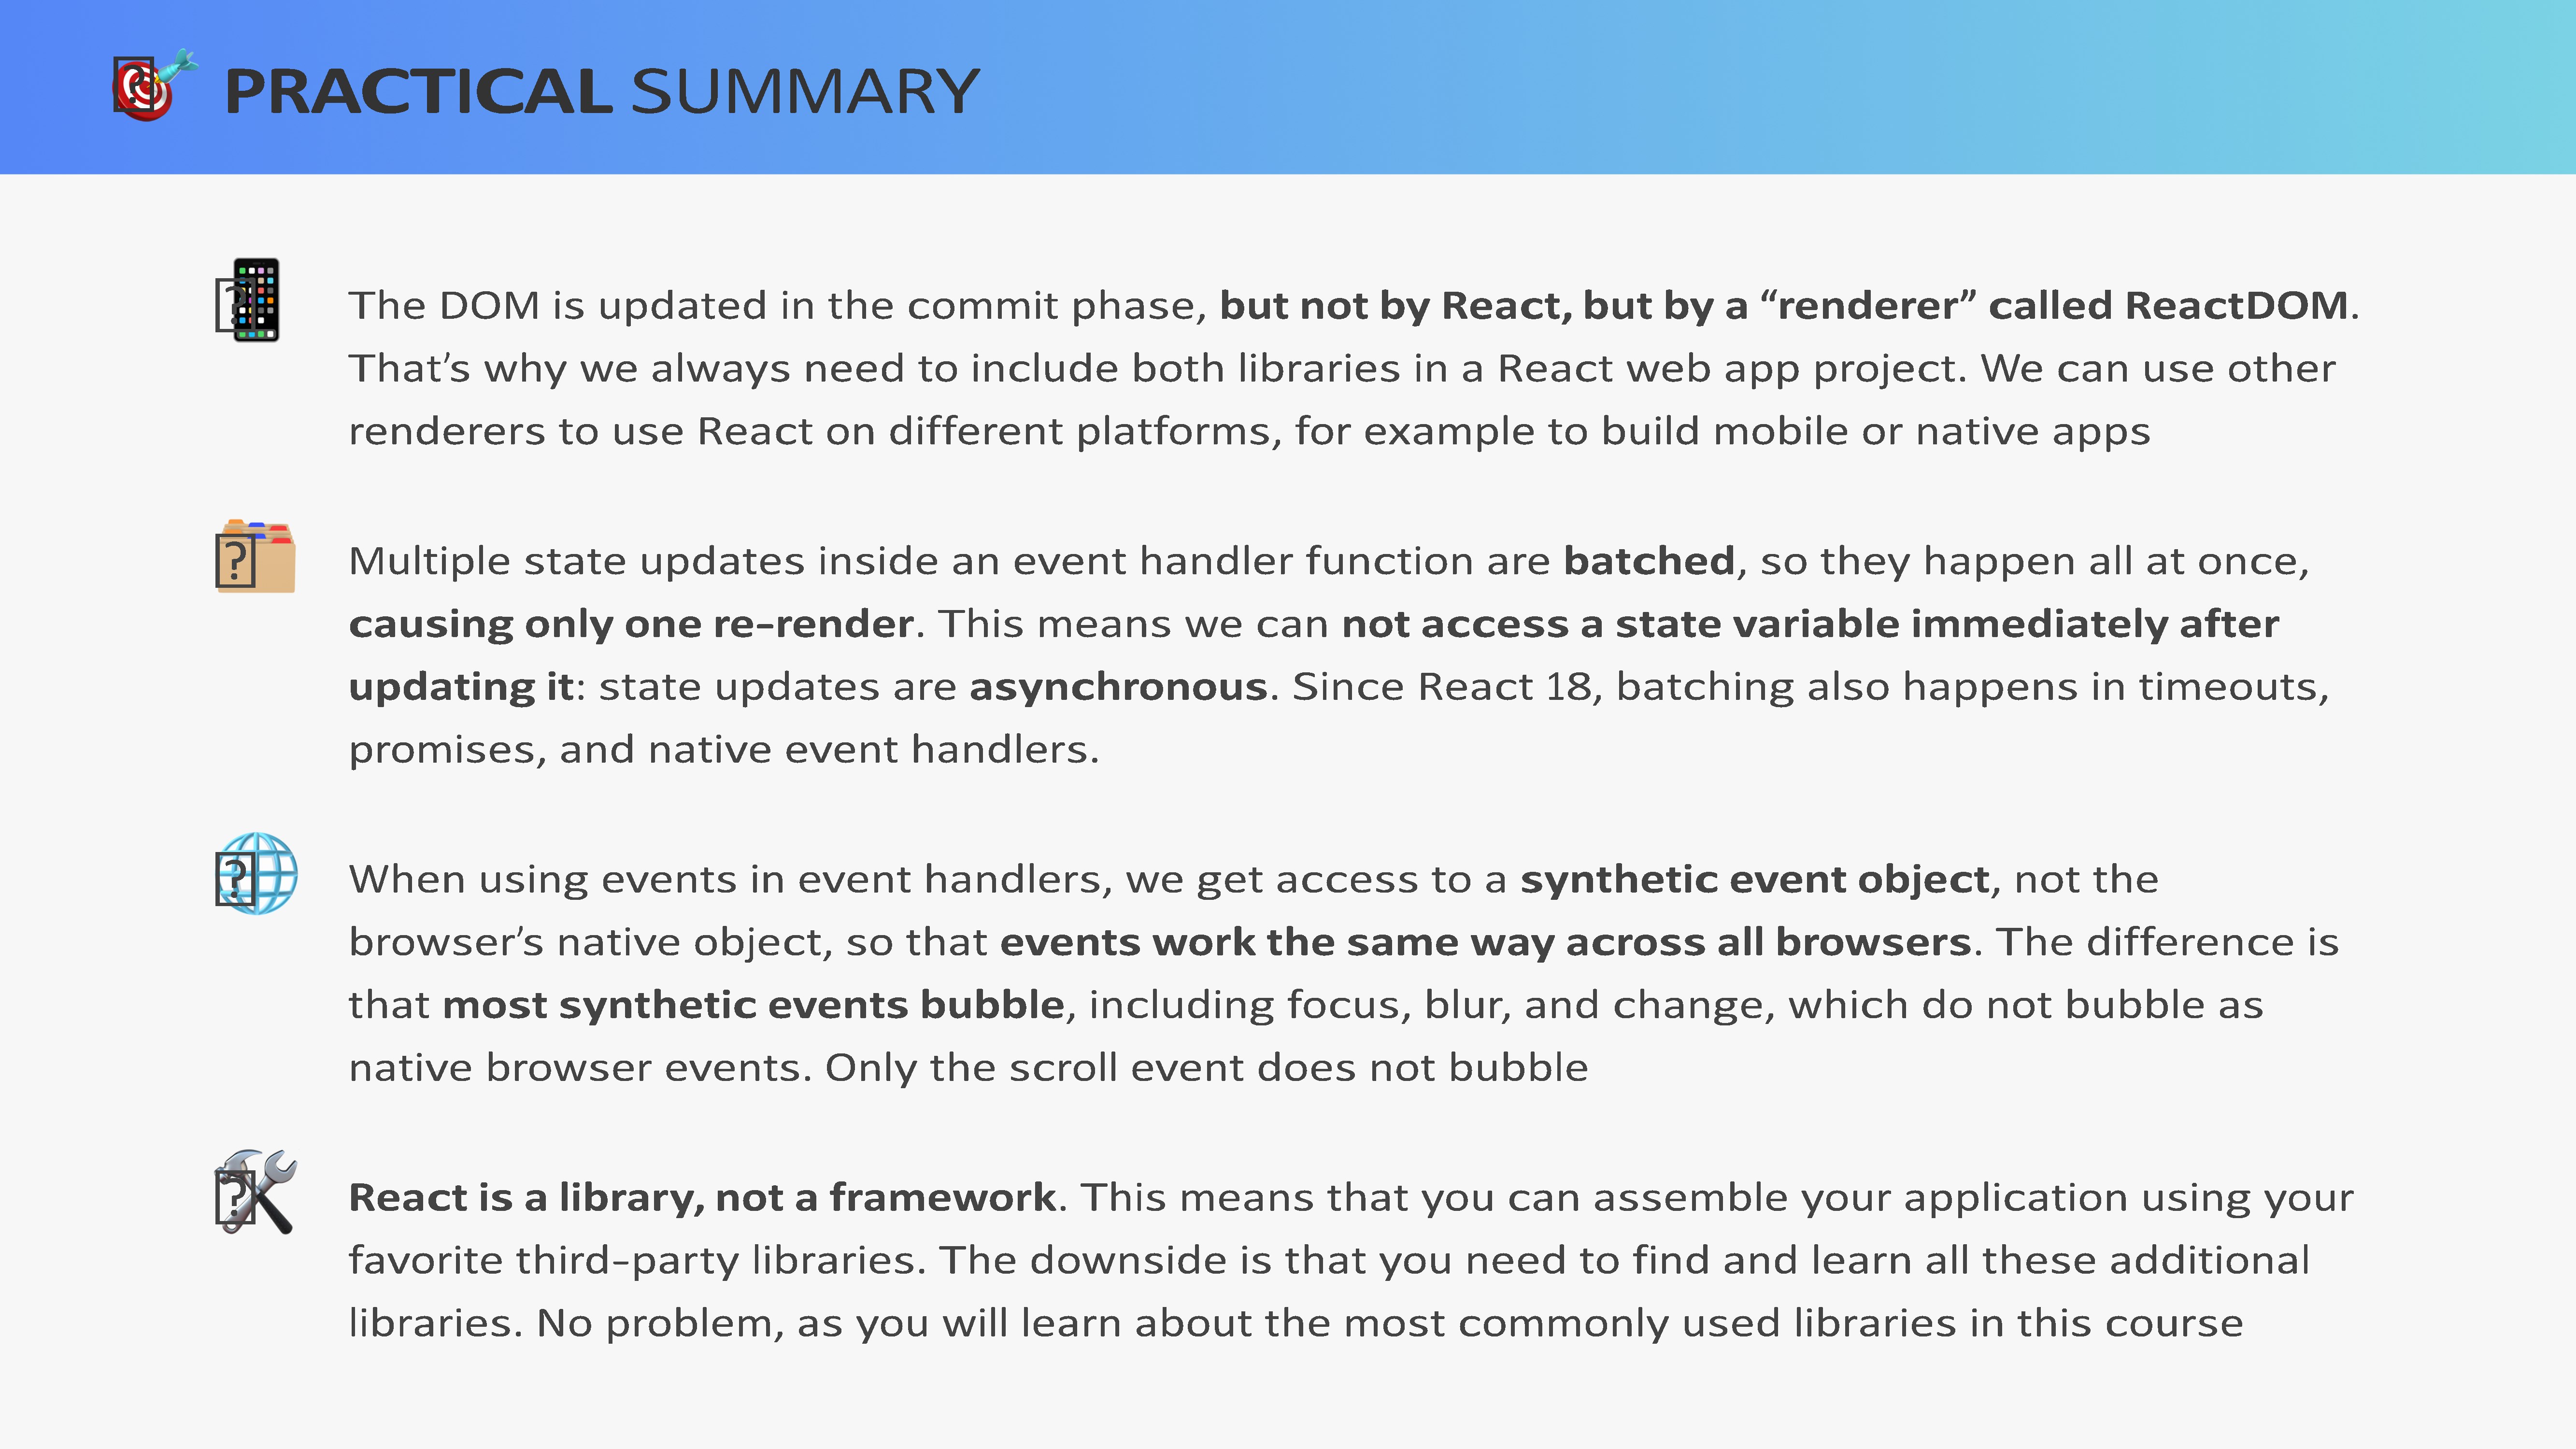 PRACTICAL SUMMARY
The DOM is updated in the commit phase, but not by React, but by a “renderer” called ReactDOM.
That’s why we always need to include both libraries in a React web app project. We can use other
renderers to use React on different platforms, for example to build mobile or native apps
Multiple state updates inside an event handler function are batched, so they happen all at once,
causing only one re-render. This means we can not access a state variable immediately after
updating it: state updates are asynchronous. Since React 18, batching also happens in timeouts,
promises, and native event handlers.
When using events in event handlers, we get access to a synthetic event object, not the
browser’s native object, so that events work the same way across all browsers. The difference is
that most synthetic events bubble, including focus, blur, and change, which do not bubble as
native browser events. Only the scroll event does not bubble
React is a library, not a framework. This means that you can assemble your application using your
favorite third-party libraries. The downside is that you need to find and learn all these additional
libraries. No problem, as you will learn about the most commonly used libraries in this course